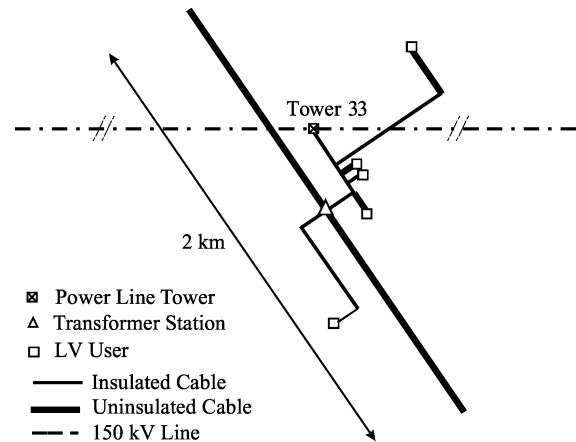 Tower 33
2 km
Power Line Tower
Transformer Station
LV User
Insulated Cable
Uninsulated Cable
150 kV Line